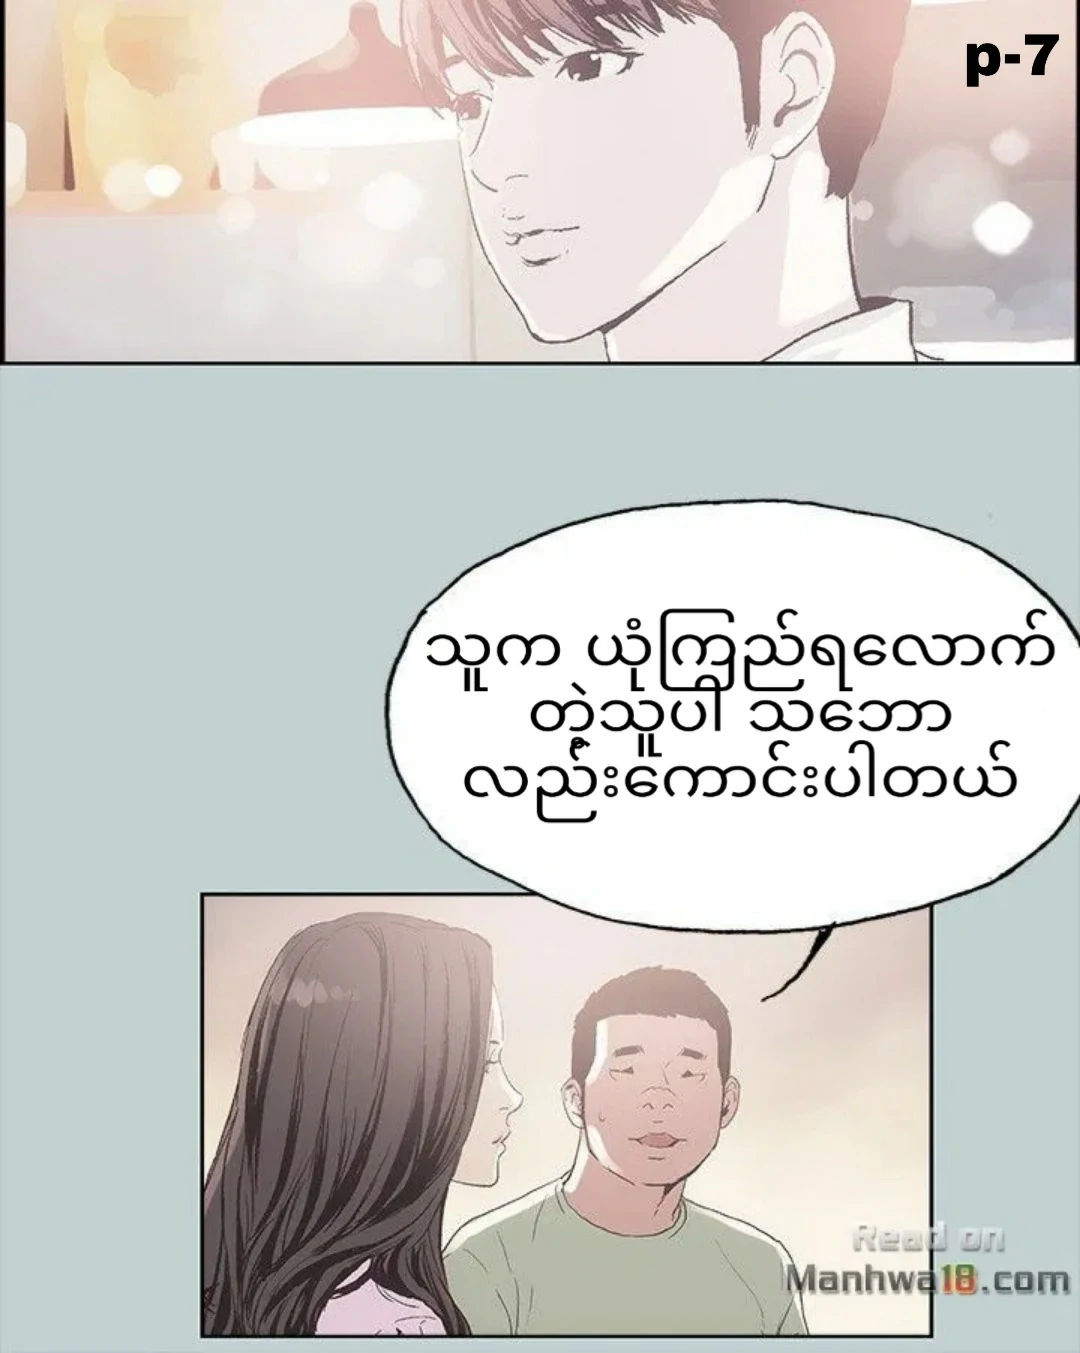 p-7
သူက ယုံကြည်ရလောက်
တဲ့သူပါ သဘော
လည်းကောင်းပါတယ်
Read on
Manhwa18.com